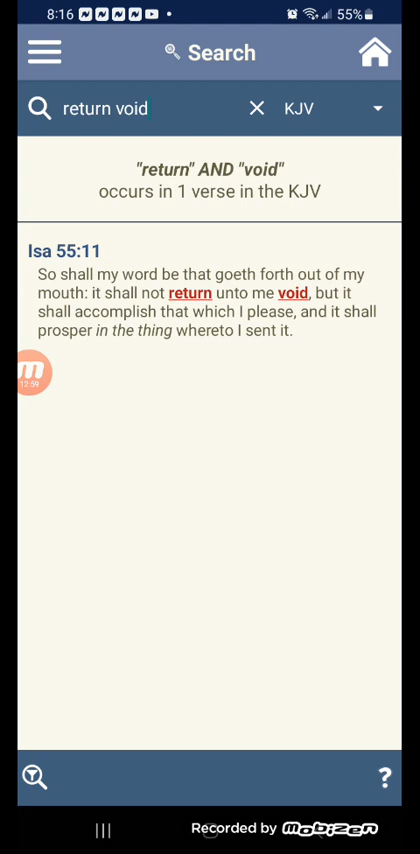 8:16 55%
Search
return void KJV
"return" AND "void"
occurs in 1 verse in the KJV
Isa 55:11
So shall my word be that goeth forth out of my
mouth: it shall not return unto me void, but it
shall accomplish that which I please, and it shall
prosper in the thing whereto I sent it.
m
12:59
?
Recorded by mobizen